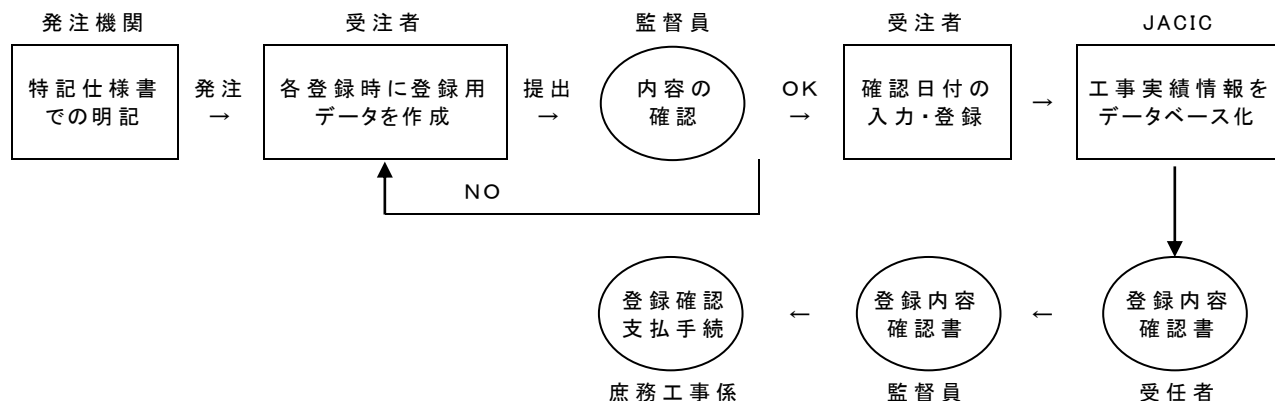 発注機関
受注者
監督員
受注者
JACIC
特記仕様書
での明記
発注
→
各登録時に登録用
データを作成
提出
→
内容の
確認
OK
→
確認日付の
入力・登録
→
工事実績情報を
データベース化
NO
登録確認
支払手続
←
登録内容
確認書
←
登録内容
確認書
庶務工事係
監督員
受任者